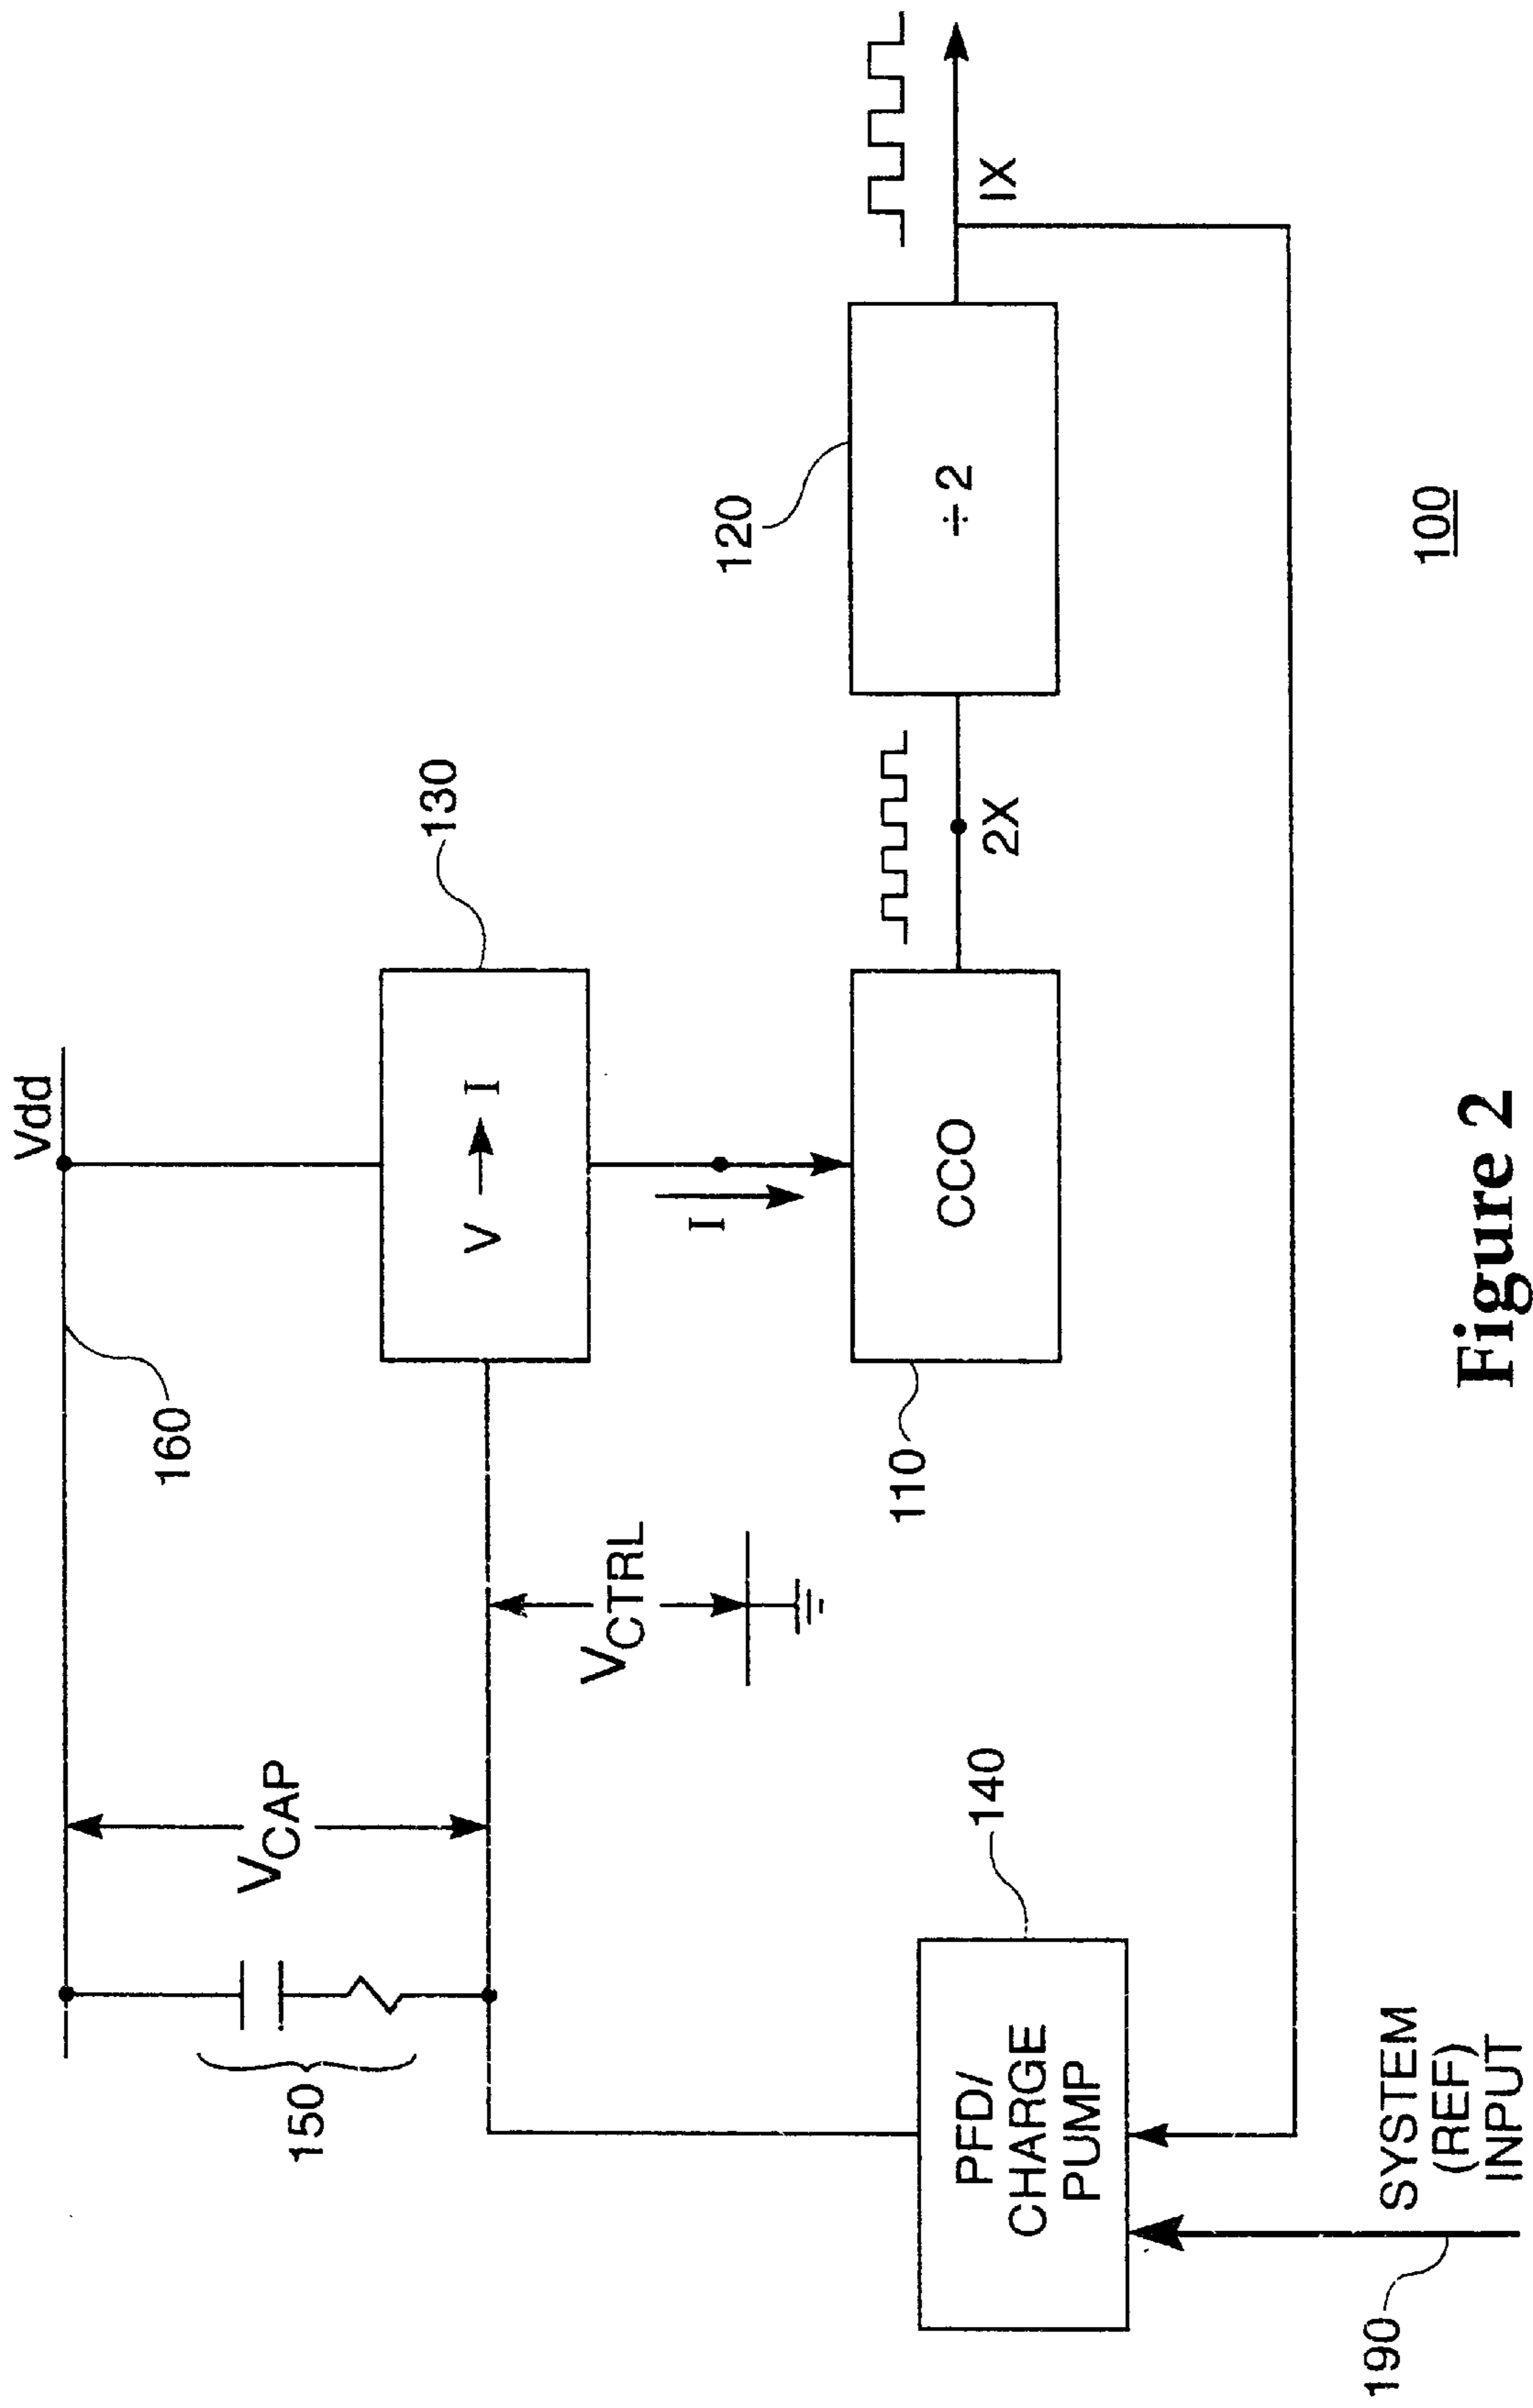 Vdd
160
VCAP
150
130
V → I
VCTRL
I
120
÷ 2
2X
IX
110
CCO
140
PFD/
CHARGE
PUMP
SYSTEM
(REF)
INPUT
190
100
Figure 2